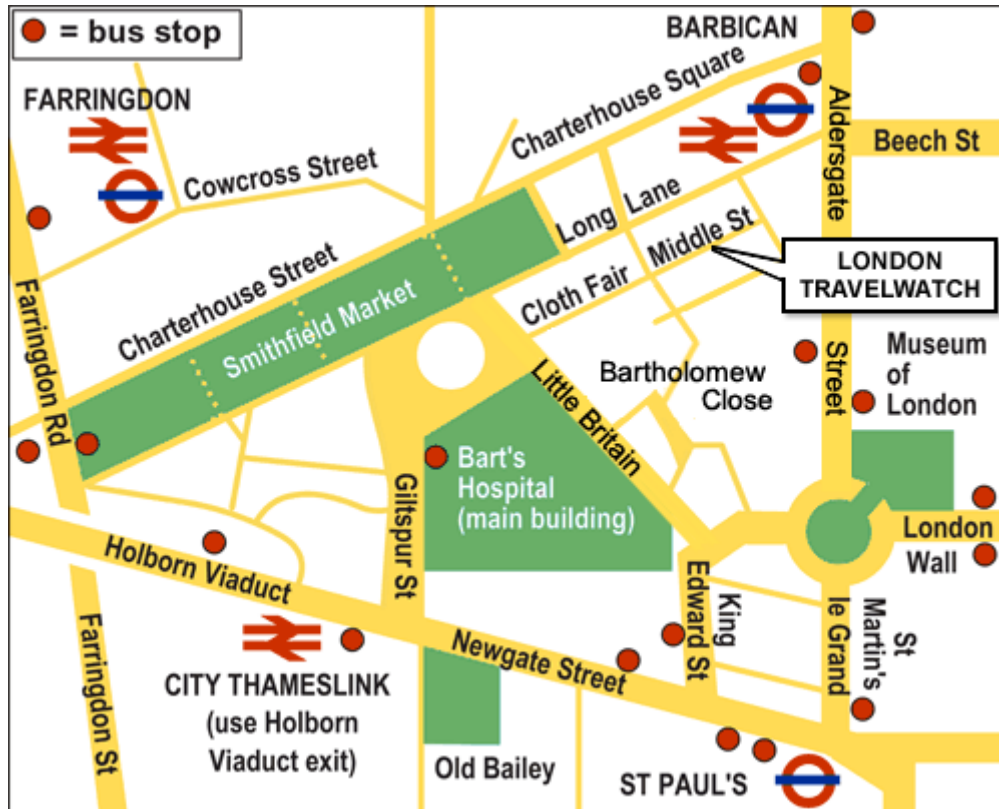 = bus stop
BARBICAN
FARRINGDON
Charterhouse Square
Aldersgate
Beech St
Cowcross Street
Long Lane
Middle St
LONDON
TRAVELWATCH
Charterhouse Street
Cloth Fair
Smithfield Market
Farringdon Rd
Street
Museum
of
London
Bartholomew
Close
Little Britain
Bart's
Hospital
(main building)
Giltspur St
London
Wall
Holborn Viaduct
King
Edward St
St
Martin's
le Grand
Farringdon St
Newgate Street
CITY THAMESLINK
(use Holborn
Viaduct exit)
Old Bailey
ST PAUL'S